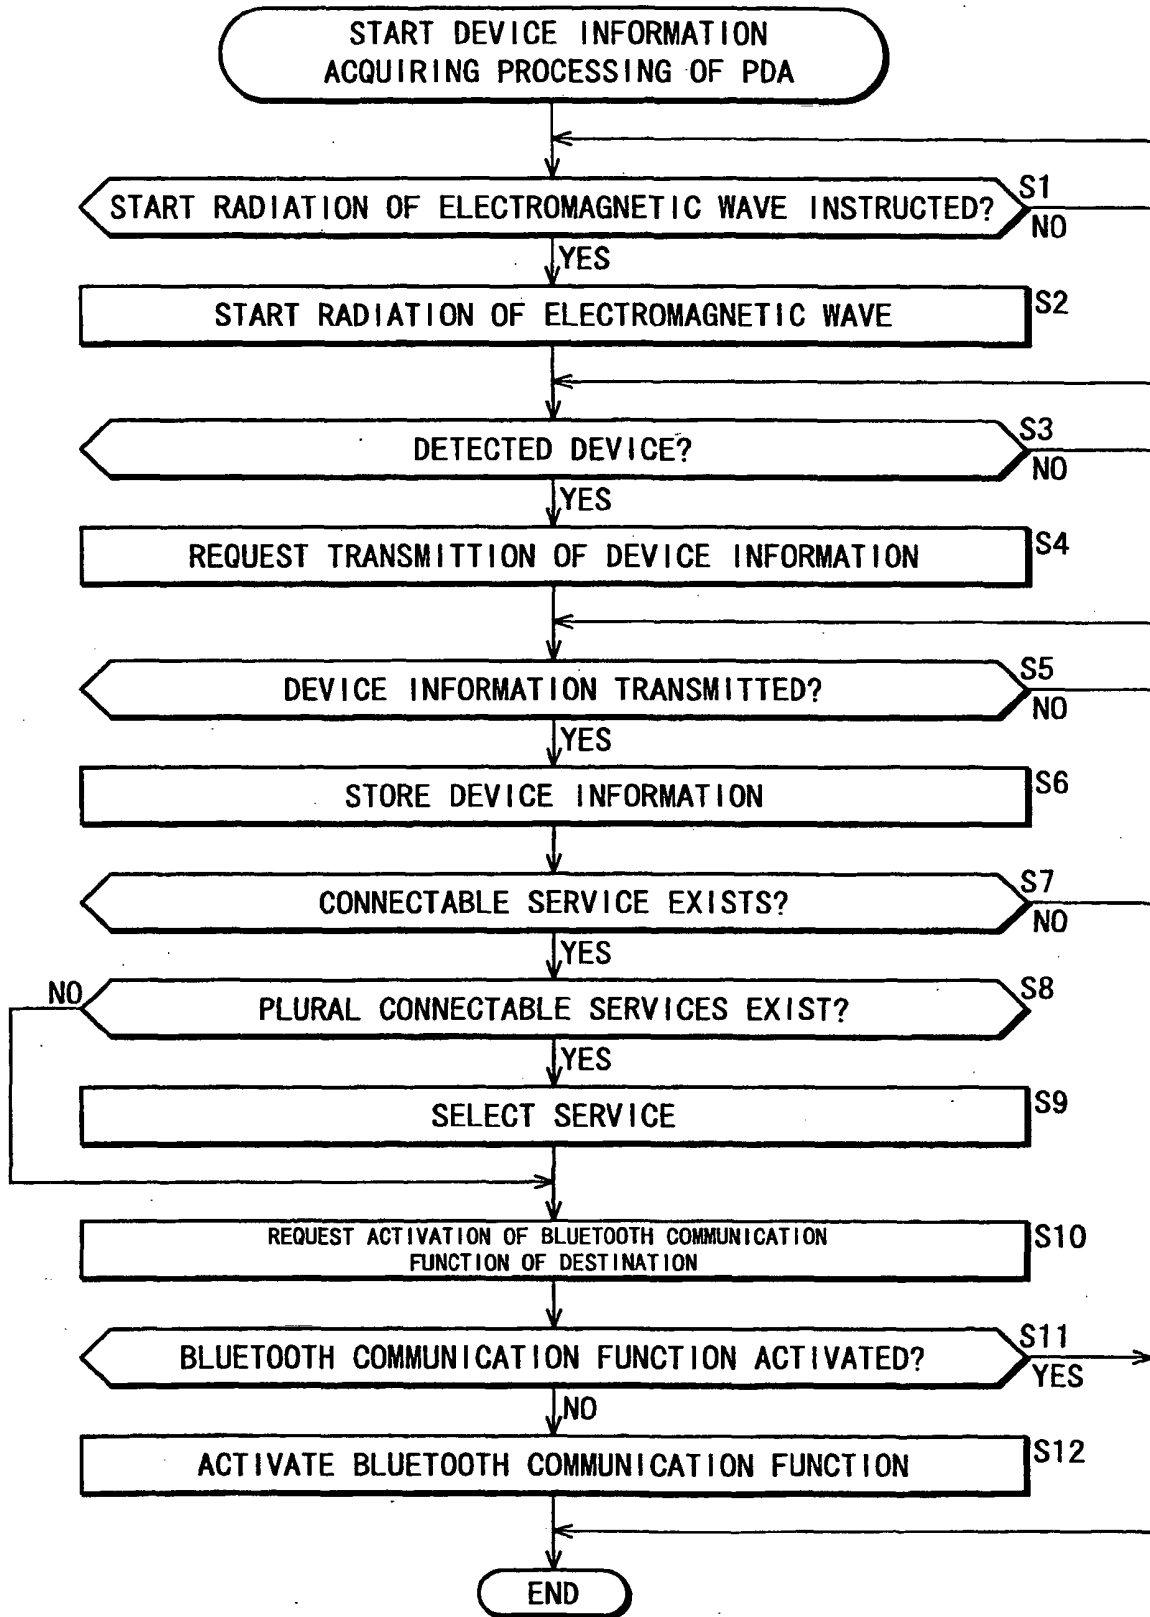 START DEVICE INFORMATION
ACQUIRING PROCESSING OF PDA
START RADIATION OF ELECTROMAGNETIC WAVE INSTRUCTED?
S1
NO
YES
START RADIATION OF ELECTROMAGNETIC WAVE
S2
DETECTED DEVICE?
S3
NO
YES
REQUEST TRANSMITTION OF DEVICE INFORMATION
S4
DEVICE INFORMATION TRANSMITTED?
S5
NO
YES
STORE DEVICE INFORMATION
S6
CONNECTABLE SERVICE EXISTS?
S7
NO
YES
NO
PLURAL CONNECTABLE SERVICES EXIST?
S8
YES
SELECT SERVICE
S9
REQUEST ACTIVATION OF BLUETOOTH COMMUNICATION
FUNCTION OF DESTINATION
S10
BLUETOOTH COMMUNICATION FUNCTION ACTIVATED?
S11
YES
NO
ACTIVATE BLUETOOTH COMMUNICATION FUNCTION
S12
END